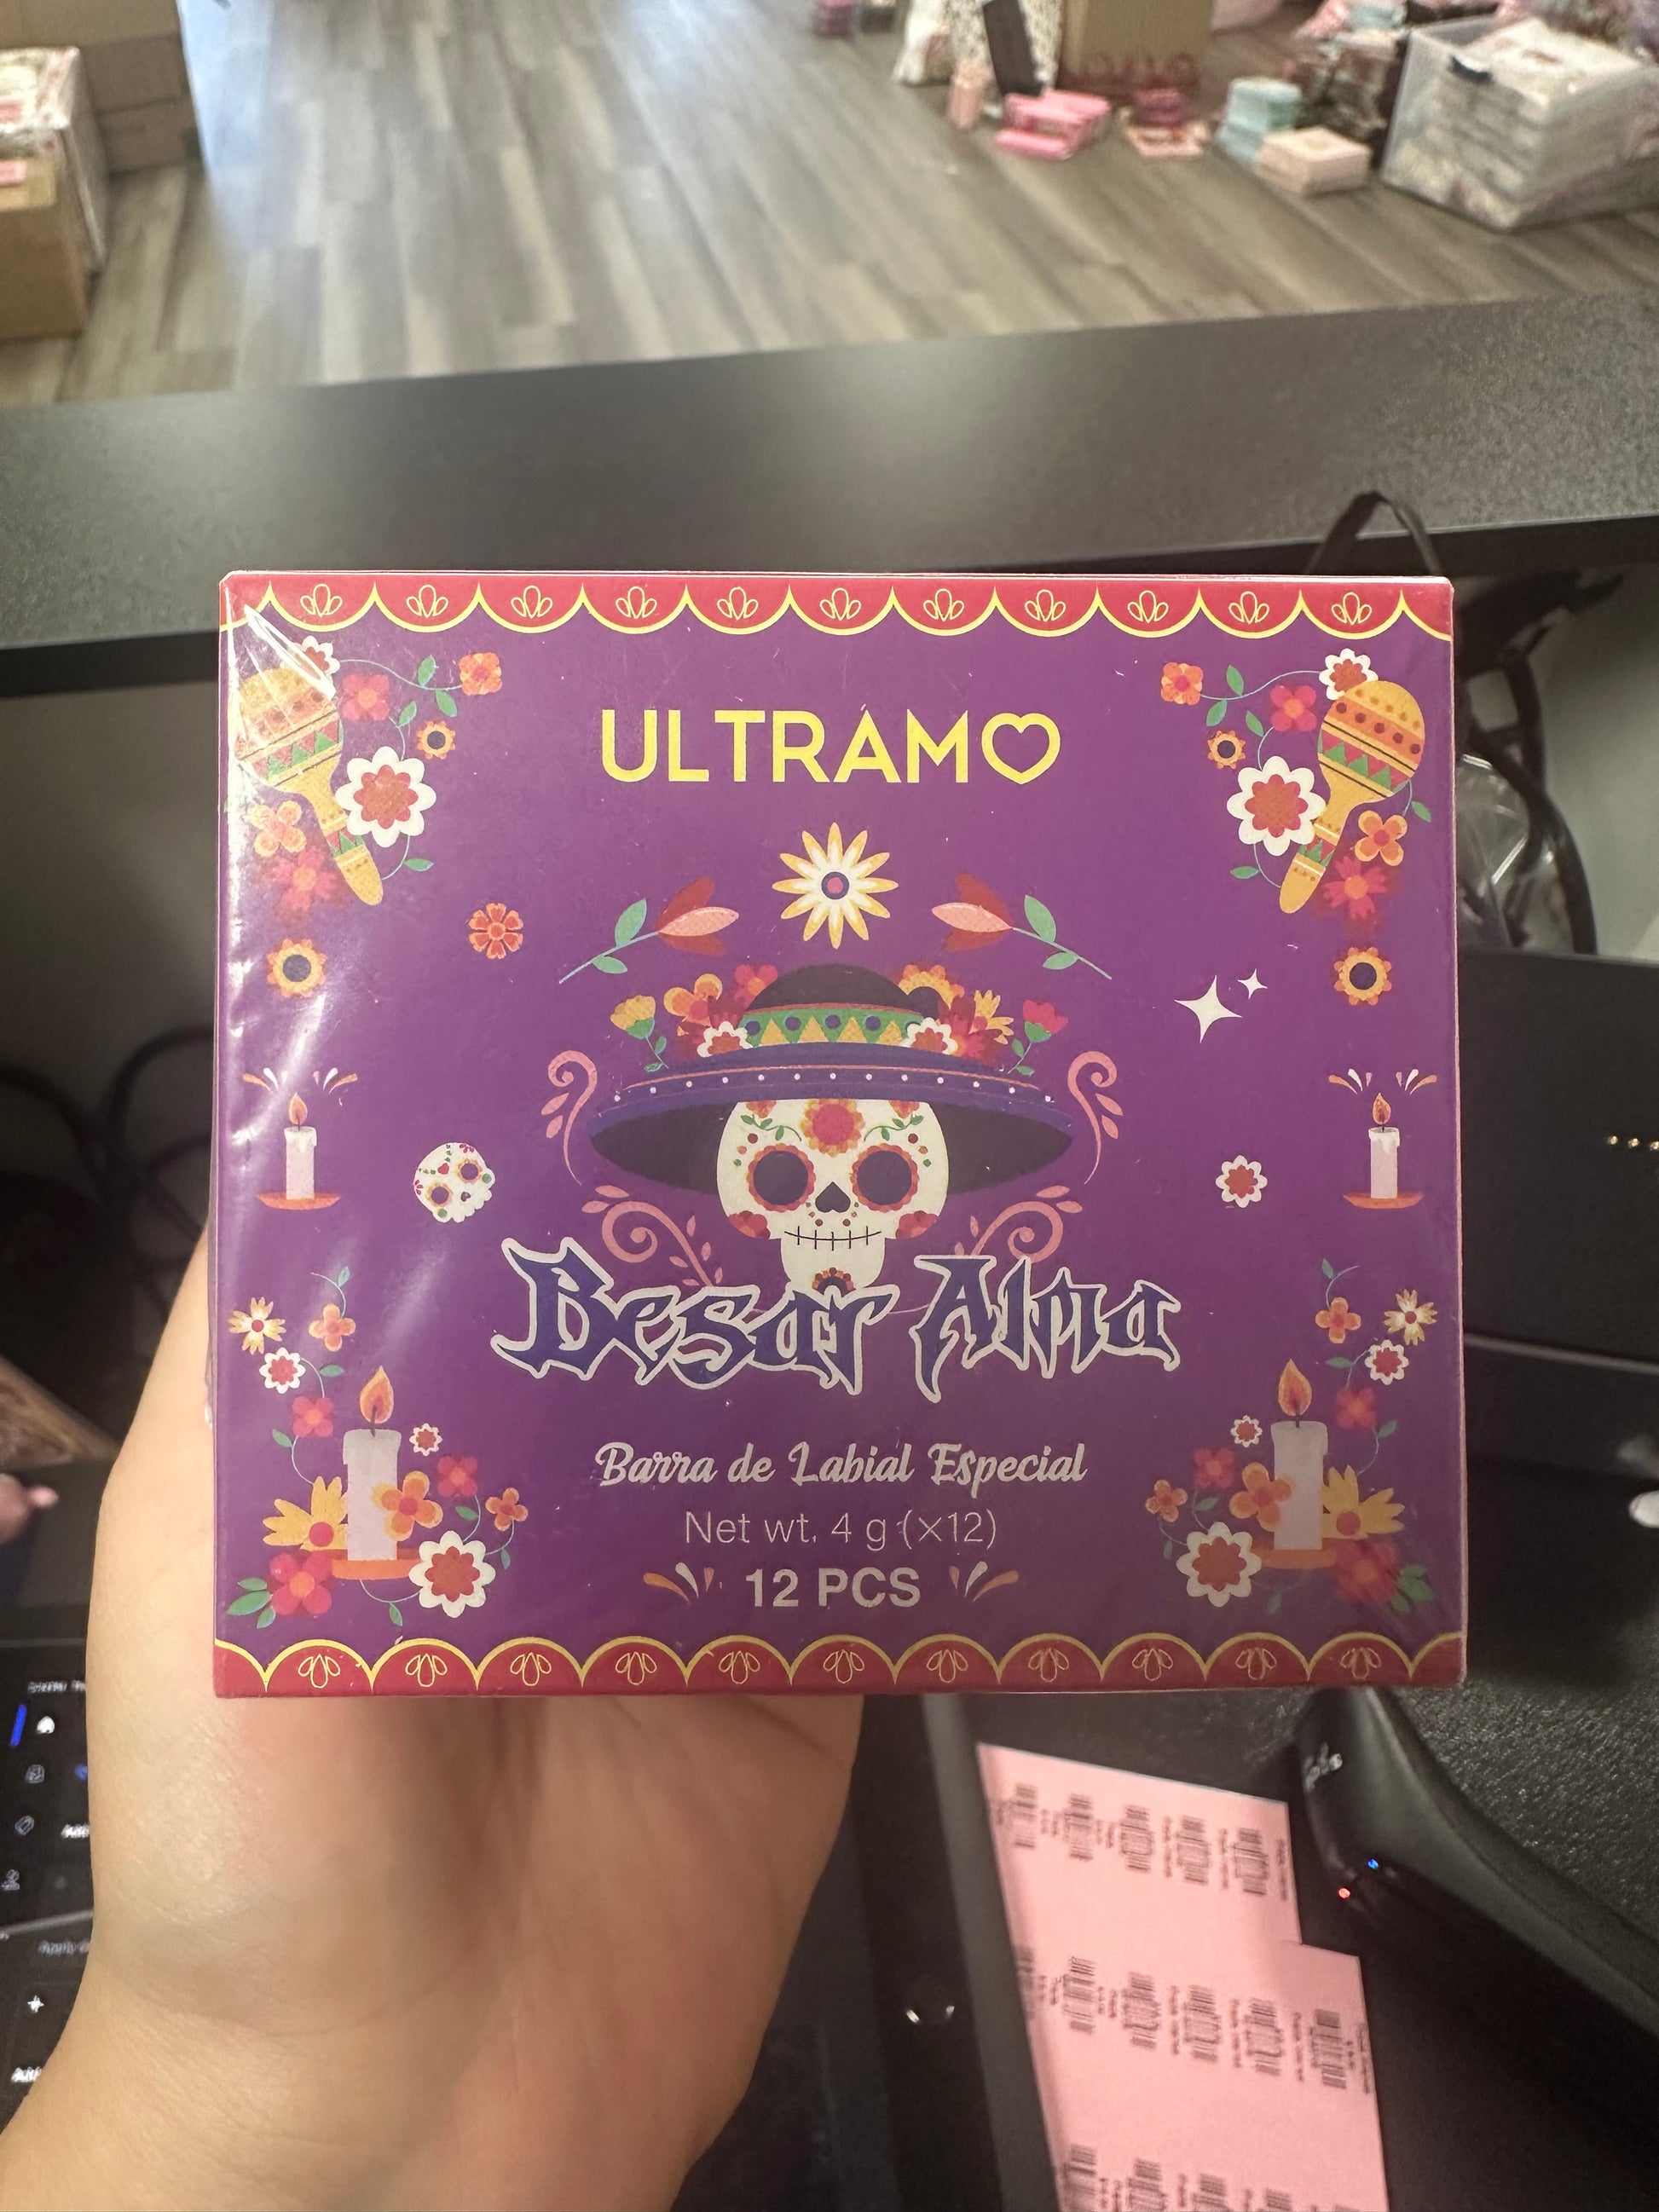 ULTRAMO
Besar Alma
Barra de Labial Especial
Net wt. 4 g (×12)
12 PCS